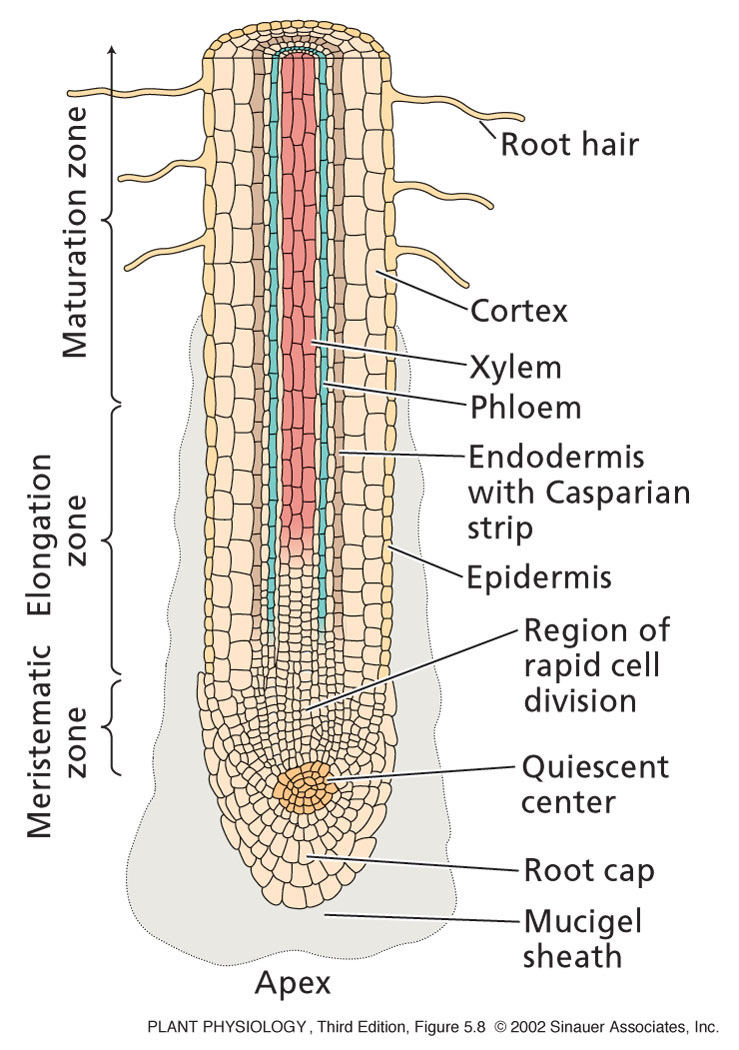 Root hair
Maturation zone
Cortex
Xylem
Phloem
Endodermis
with Casparian
strip
Elongation
zone
Epidermis
Region of
rapid cell
division
Meristematic
zone
Quiescent
center
Root cap
Mucigel
sheath
Apex
PLANT PHYSIOLOGY, Third Edition, Figure 5.8 © 2002 Sinauer Associates, Inc.